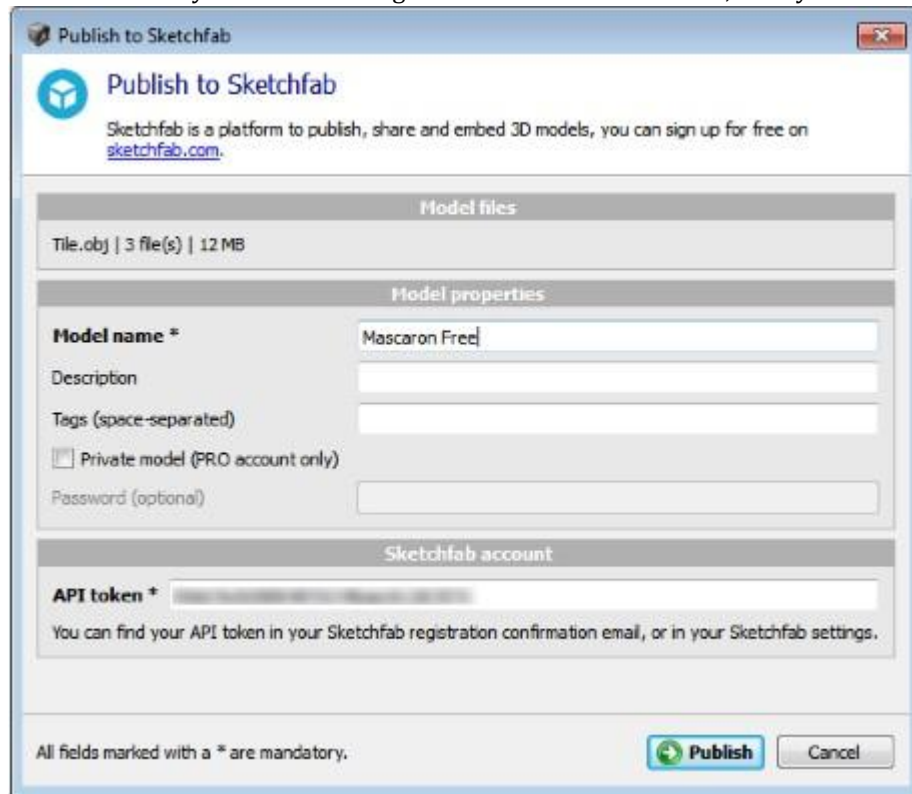 Publish to Sketchfab
Publish to Sketchfab
Sketchfab is a platform to publish, share and embed 3D models, you can sign up for free on
sketchfab.com.
Model files
Tile.obj | 3 file(s) | 12 MB
Model properties
Model name * Mascaron Free
Description
Tags (space-separated)
Private model (PRO account only)
Password (optional)
Sketchfab account
API token *
You can find your API token in your Sketchfab registration confirmation email, or in your Sketchfab settings.
All fields marked with a * are mandatory. Publish Cancel